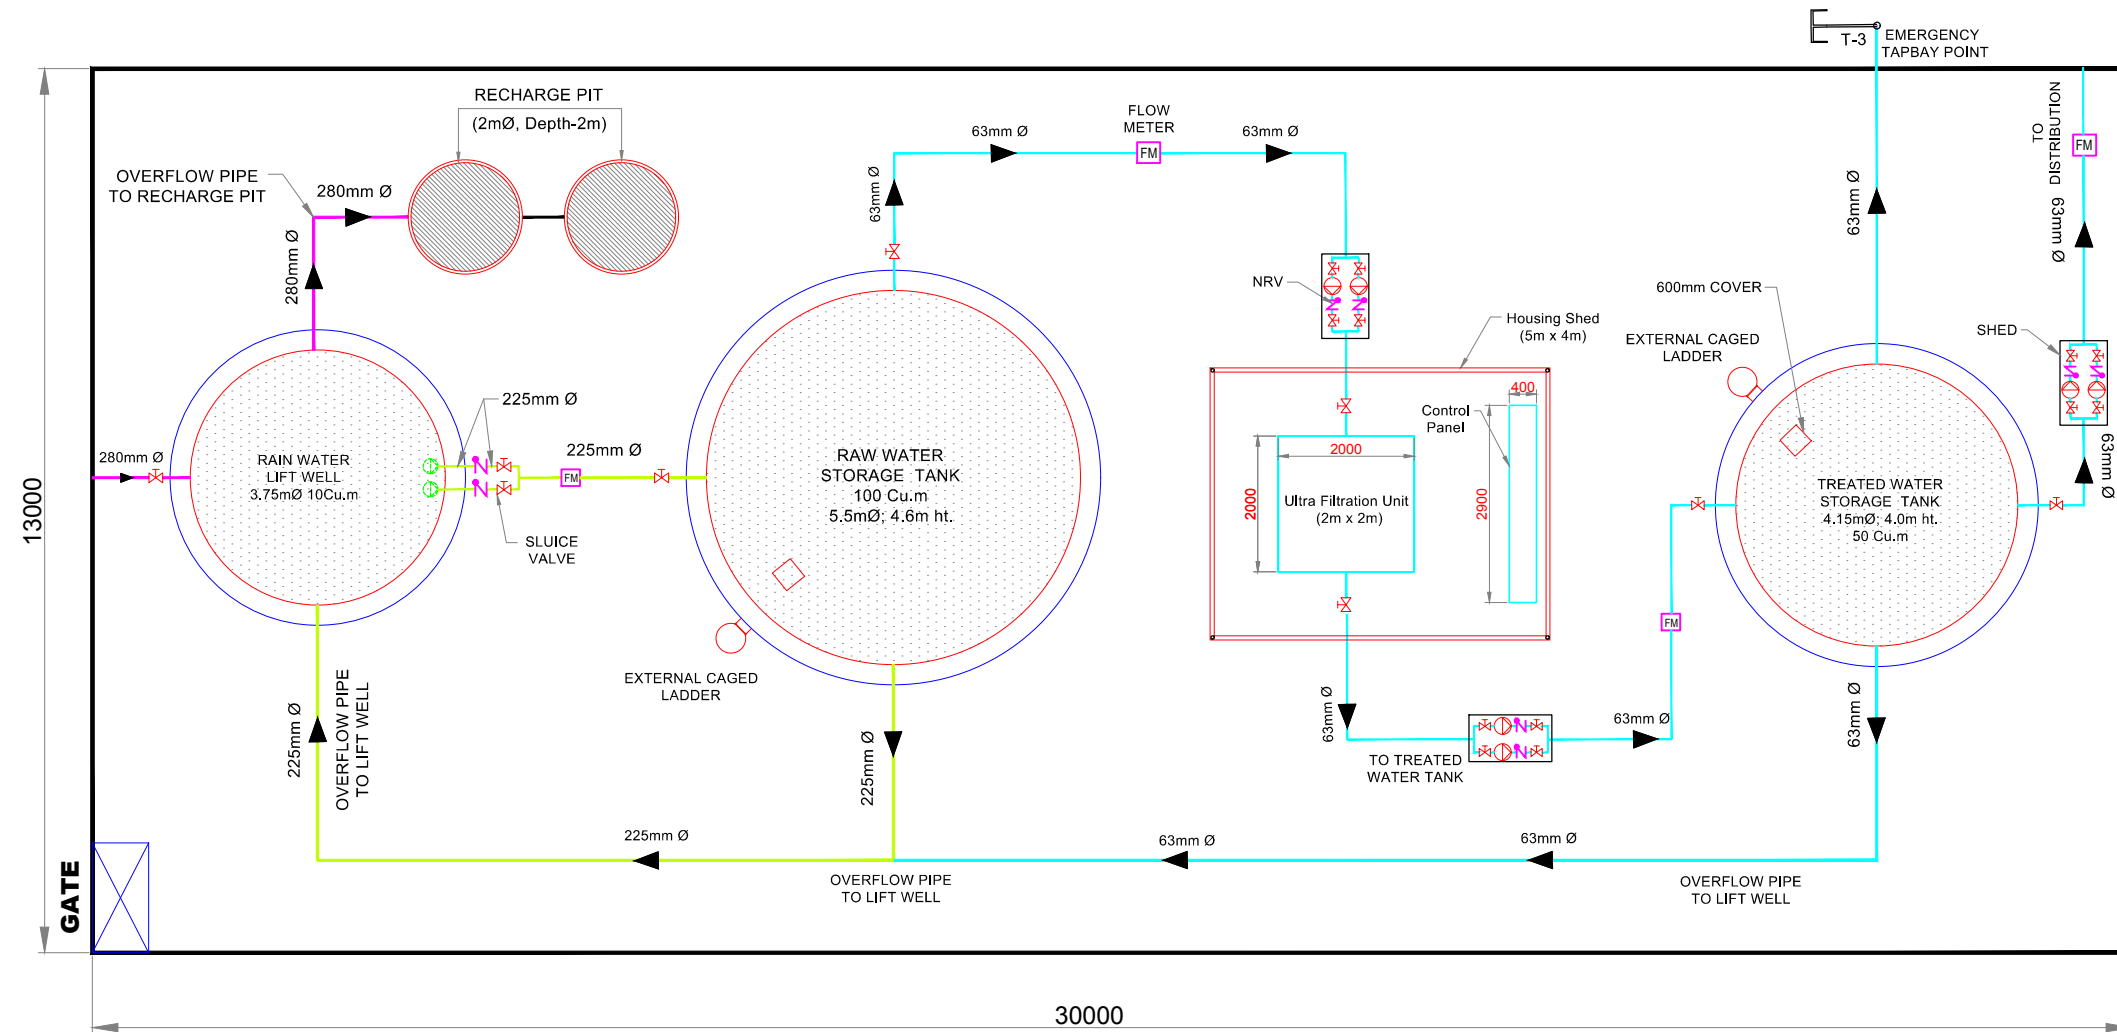 T-3
EMERGENCY
TAPBAY POINT
RECHARGE PIT
(2mØ, Depth-2m)
FLOW
METER
63mm Ø
FM
63mm Ø
TO
DISTRIBUTION
FM
OVERFLOW PIPE
TO RECHARGE PIT
280mm Ø
280mm Ø
63mm Ø
63mm Ø
63mm Ø
NRV
600mm COVER
Housing Shed
(5m x 4m)
EXTERNAL CAGED
LADDER
SHED
225mm Ø
400
Control
Panel
2000
2000
2900
Ultra Filtration Unit
(2m x 2m)
280mm Ø
RAIN WATER
LIFT WELL
3.75mØ 10Cu.m
225mm Ø
FM
SLUICE
VALVE
RAW WATER
STORAGE TANK
100 Cu.m
5.5mØ; 4.6m ht.
TREATED WATER
STORAGE TANK
4.15mØ; 4.0m ht.
50 Cu.m
63mm Ø
13000
FM
EXTERNAL CAGED
LADDER
225mm Ø
OVERFLOW PIPE
TO LIFT WELL
225mm Ø
63mm Ø
TO TREATED
WATER TANK
63mm Ø
63mm Ø
225mm Ø
63mm Ø
63mm Ø
OVERFLOW PIPE
TO LIFT WELL
OVERFLOW PIPE
TO LIFT WELL
GATE
30000